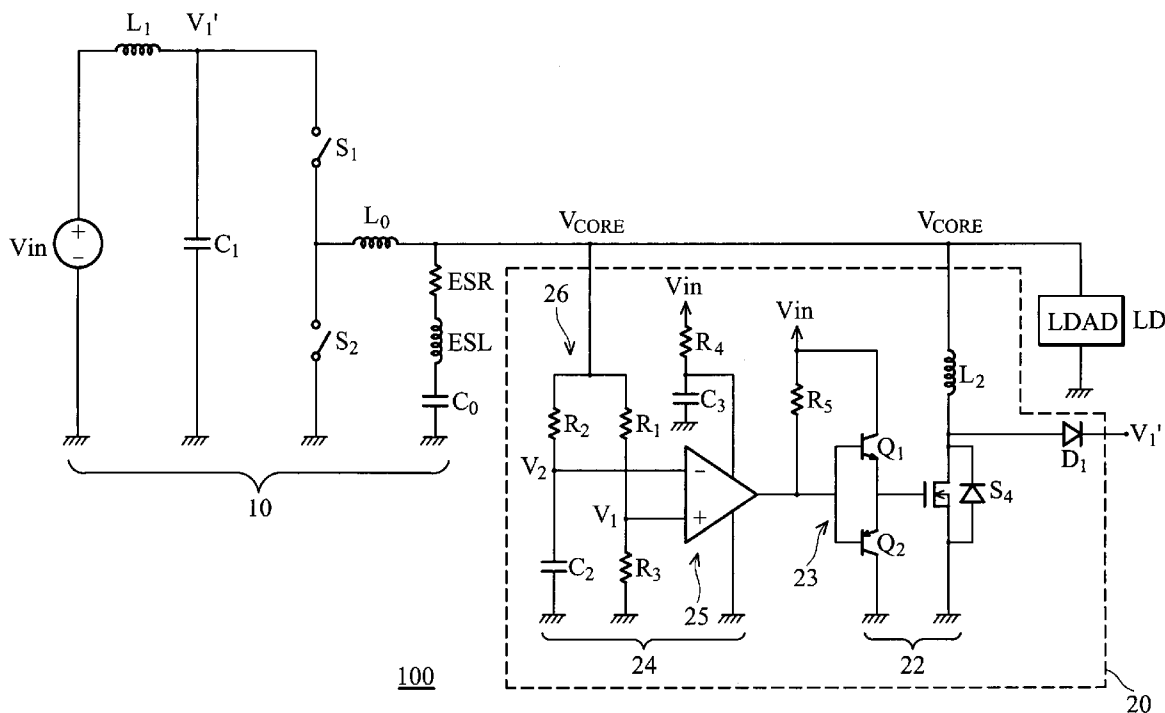 L1 V1'
S1
L0
Vin
+
-
C1
S2
ESR
ESL
C0
10
VCORE VCORE
26
Vin
R4
C3
Vin
R5
R2 R1
L2
LDAD LD
V2
-
V1
+
Q1
S4
D1 V1'
C2 R3
25
23
Q2
24
22
20
100